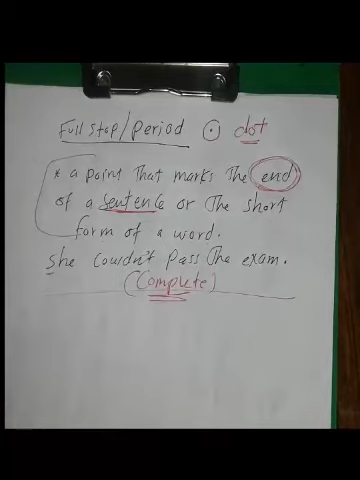 Full stop/period . dot
* a point that marks the end
of a sentence or the short
form of a word.
She couldn't pass the exam.
(Complete)